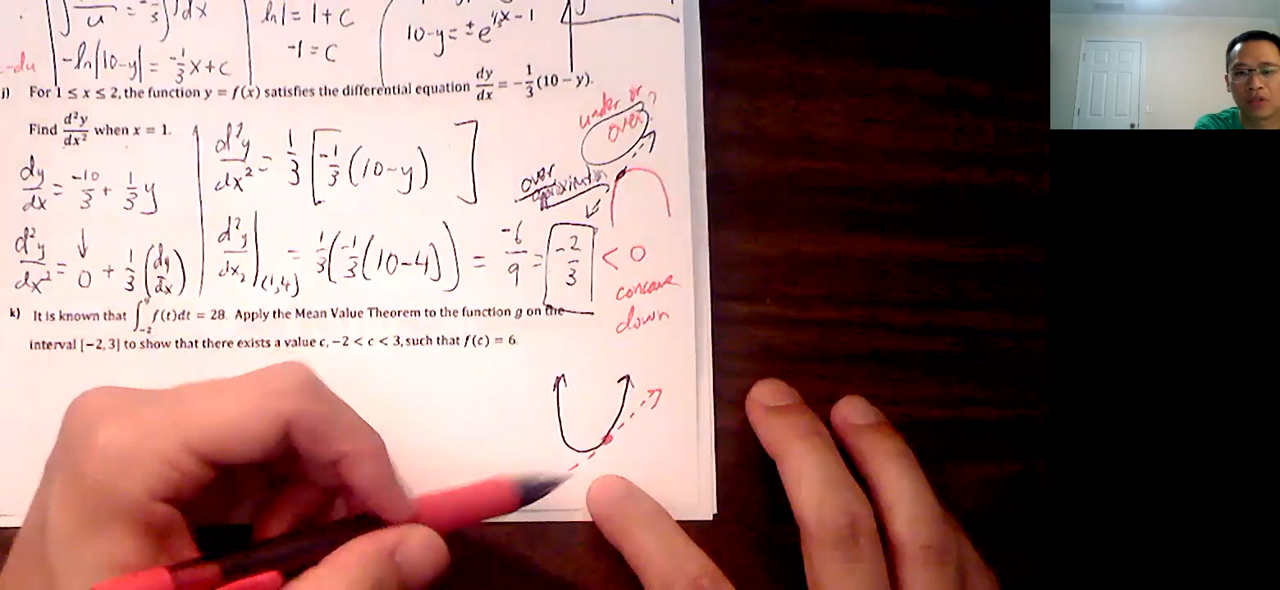 ∫ /u = -1/3 ∫ dx
-du
-ln|10-y| = -1/3 x + C
ln1 = 1 + C
-1 = C
10-y = ± e^(1/3 x - 1)
j) For 1 ≤ x ≤ 2, the function y = f(x) satisfies the differential equation dy/dx = -1/3 (10 - y).
Find d²y/dx² when x = 1.
dy/dx = -10/3 + 1/3 y
d²y/dx² = 0 + 1/3 (dy/dx)
d²y/dx² = 1/3 [-1/3 (10-y)]
d²y/dx² |(1,4) = 1/3 (-1/3 (10-4)) = -6/9 = -2/3 < 0
concave
down
under or
over ?
over
k) It is known that ∫ f(t)dt = 28. Apply the Mean Value Theorem to the function g on the
interval [-2, 3] to show that there exists a value c, -2 < c < 3, such that f(c) = 6.